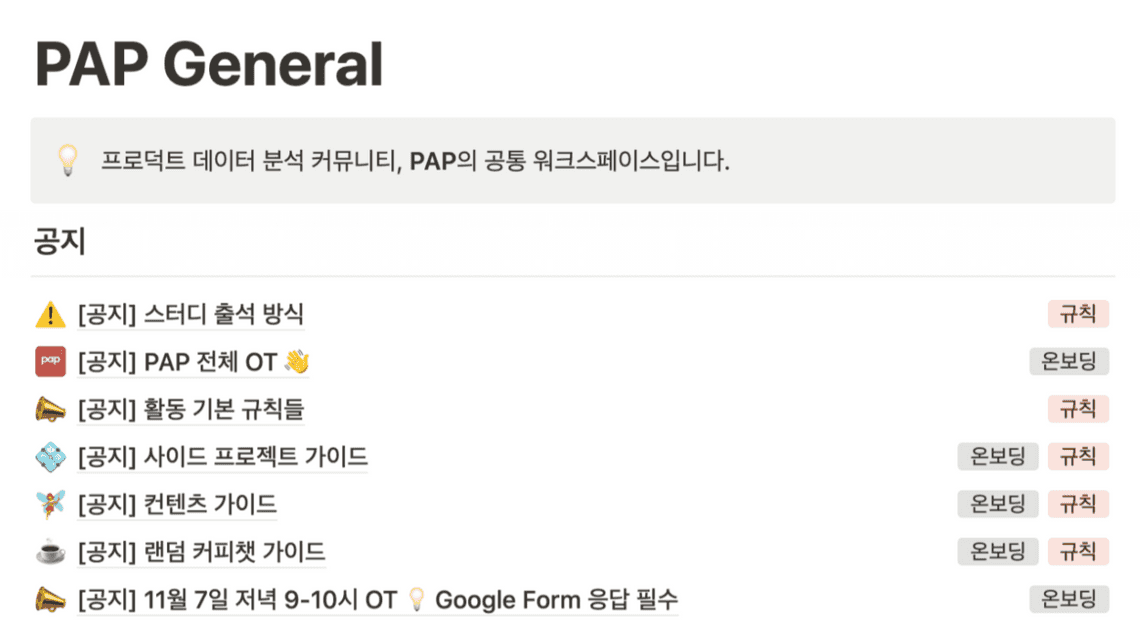 PAP General
프로덕트 데이터 분석 커뮤니티, PAP의 공통 워크스페이스입니다.
공지
[공지] 스터디 출석 방식 규칙
pap [공지] PAP 전체 OT 👋 온보딩
[공지] 활동 기본 규칙들 규칙
[공지] 사이드 프로젝트 가이드 온보딩 규칙
[공지] 컨텐츠 가이드 온보딩 규칙
[공지] 랜덤 커피챗 가이드 온보딩 규칙
[공지] 11월 7일 저녁 9-10시 OT 💡 Google Form 응답 필수 온보딩